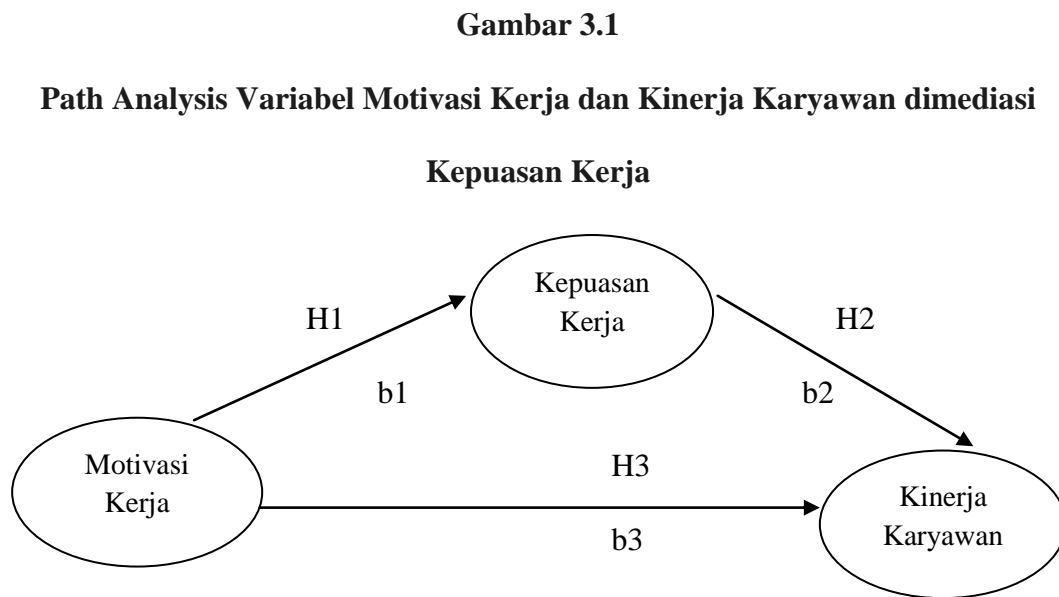 Gambar 3.1
Path Analysis Variabel Motivasi Kerja dan Kinerja Karyawan dimediasi
Kepuasan Kerja
Kepuasan
Kerja
H1
H2
b1
b2
Motivasi
Kerja
H3
Kinerja
Karyawan
b3